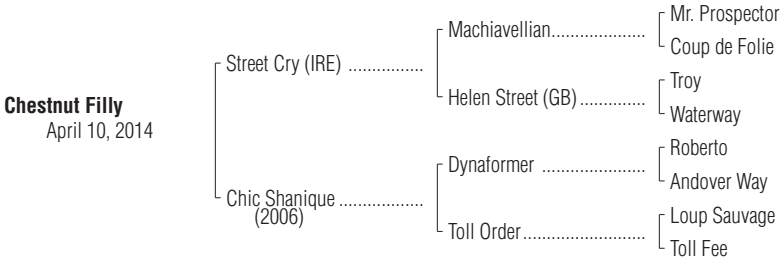 Mr. Prospector
Machiavellian.....................
Coup de Folie
Street Cry (IRE) ................
Troy
Helen Street (GB) ..............
Chestnut Filly
Waterway
April 10, 2014
Roberto
Dynaformer .......................
Andover Way
Chic Shanique ..................
(2006)
Loup Sauvage
Toll Order...........................
Toll Fee